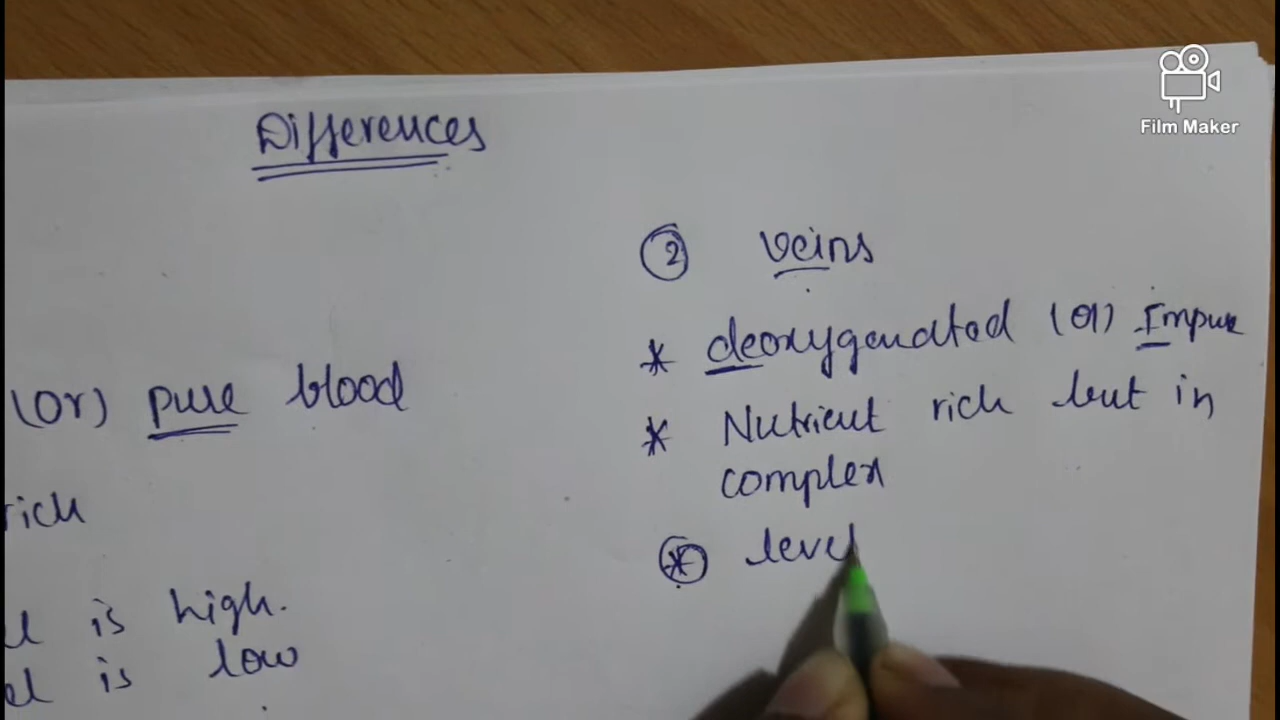 Film Maker
Differences
(Or) pure blood
rich
is high.
is low
2 Veins
* deoxygenated (Or) Impure
* Nutrient rich but in
complex
* level